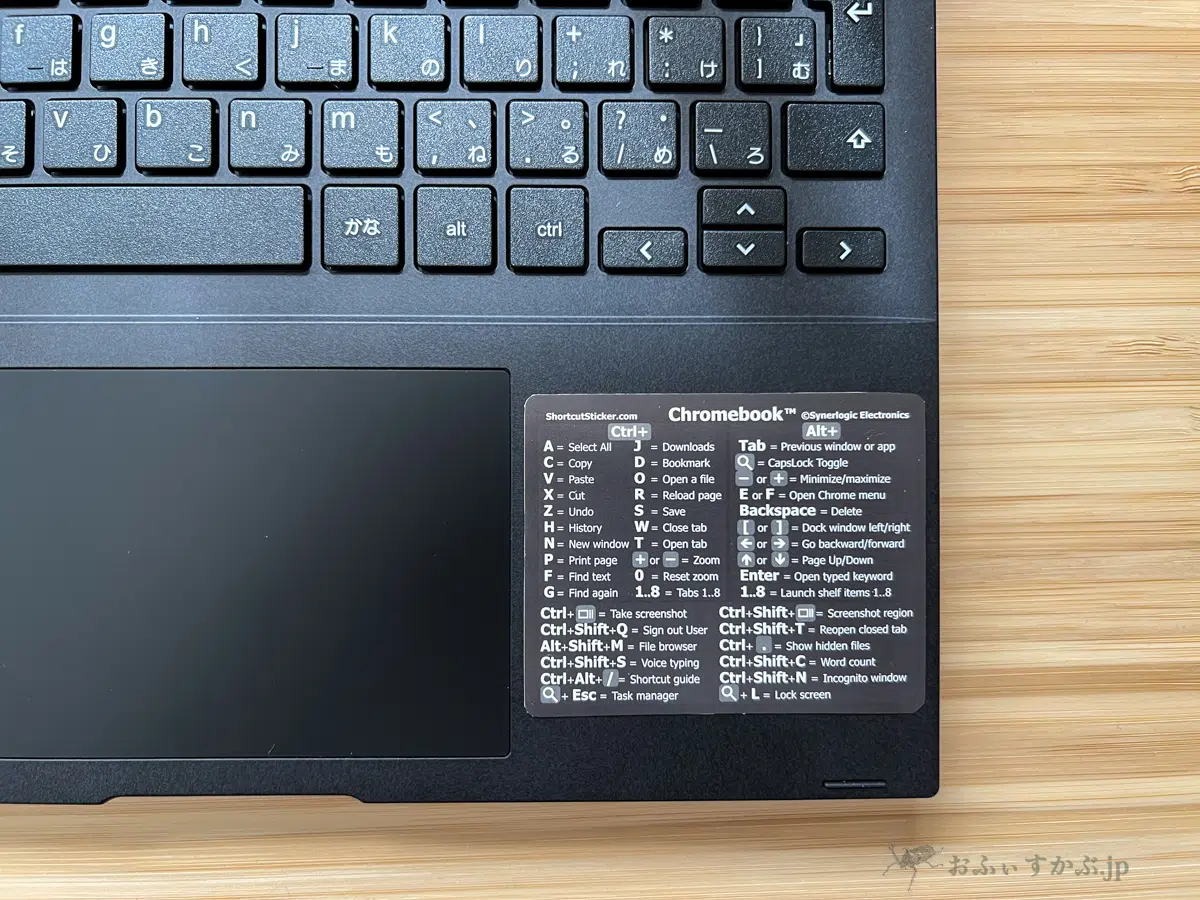 f は g き h く j ま k の l り + ; れ * : け } 」 ] む
そ v ひ b こ n み m も < 、 , ね > 。 . る ? ・ / め _ \ ろ
かな alt ctrl
ShortcutSticker.com Chromebook™ ©Synerlogic Electronics
Ctrl+ Alt+
A = Select All J = Downloads Tab = Previous window or app
C = Copy D = Bookmark = CapsLock Toggle
V = Paste O = Open a file − or + = Minimize/maximize
X = Cut R = Reload page E or F = Open Chrome menu
Z = Undo S = Save Backspace = Delete
H = History W = Close tab [ or ] = Dock window left/right
N = New window T = Open tab ← or → = Go backward/forward
P = Print page + or − = Zoom ↑ or ↓ = Page Up/Down
F = Find text 0 = Reset zoom Enter = Open typed keyword
G = Find again 1..8 = Tabs 1..8 1..8 = Launch shelf items 1..8
Ctrl+ = Take screenshot Ctrl+Shift+ = Screenshot region
Ctrl+Shift+Q = Sign out User Ctrl+Shift+T = Reopen closed tab
Alt+Shift+M = File browser Ctrl+ . = Show hidden files
Ctrl+Shift+S = Voice typing Ctrl+Shift+C = Word count
Ctrl+Alt+ / = Shortcut guide Ctrl+Shift+N = Incognito window
+ Esc = Task manager + L = Lock screen
おふぃすかぶ.jp